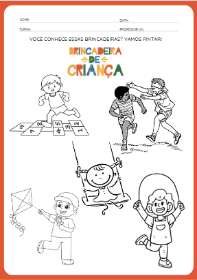 NOME:
DATA:
TURMA:
PROFESSOR (A):
VOCÊ CONHECE ESSAS BRINCADEIRAS? VAMOS PINTAR!
BRINCADEIRA
DE
CRIANÇA